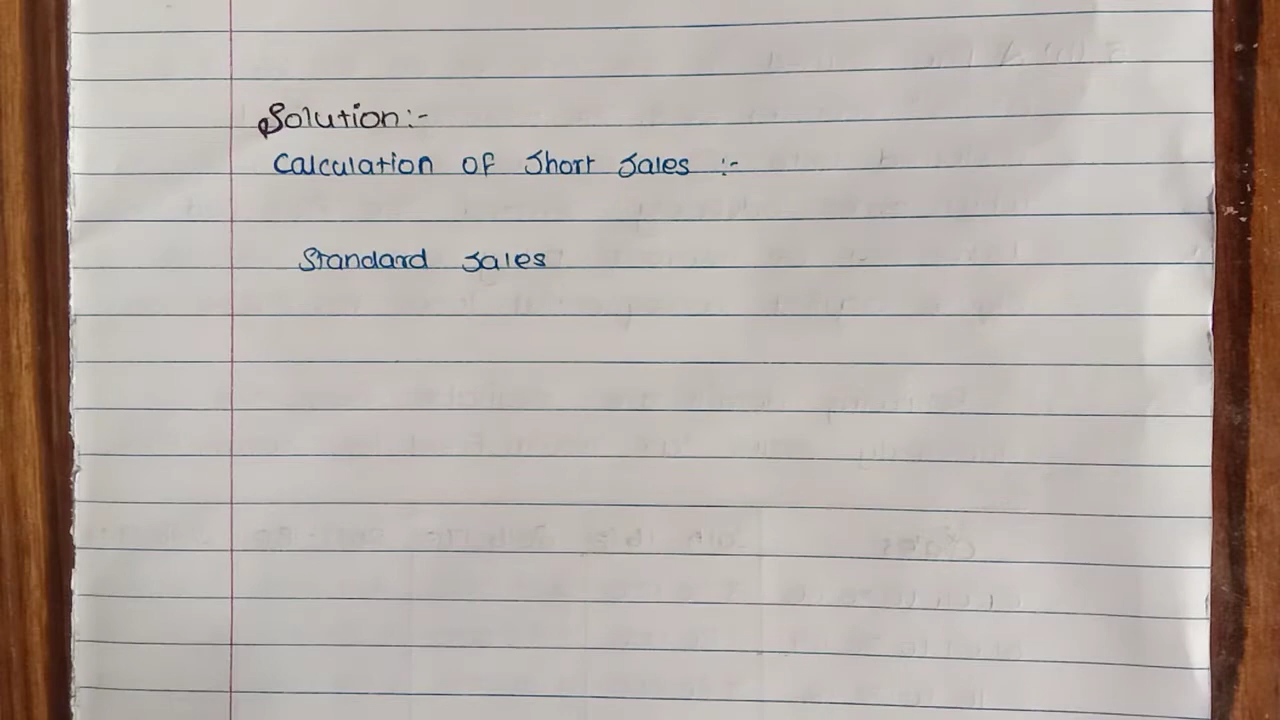 Solution:-
Calculation of Short Sales :-
Standard Sales